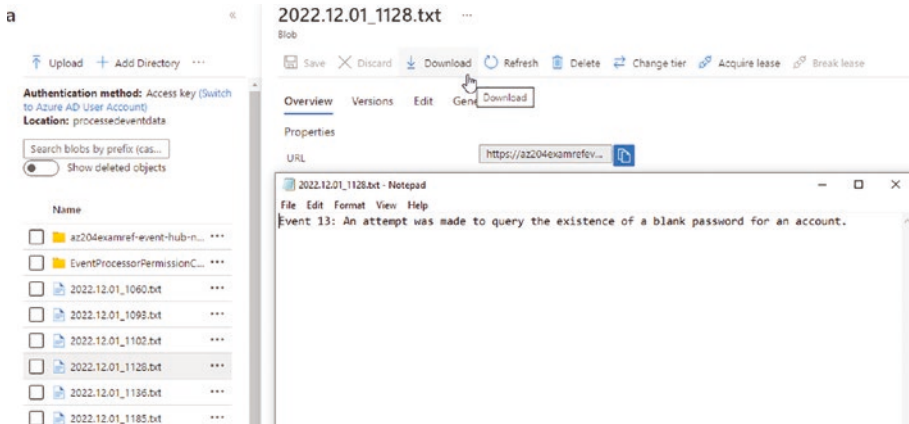 a
«
Upload + Add Directory ...
Authentication method: Access key (Switch
to Azure AD User Account)
Location: processedeventdata
Search blobs by prefix (cas...
Show deleted objects
Name
az204examref-event-hub-n... ...
EventProcessorPermissionC... ...
2022.12.01_1060.txt ...
2022.12.01_1093.txt ...
2022.12.01_1102.txt ...
2022.12.01_1128.txt ...
2022.12.01_1136.txt ...
2022.12.01_1185.txt ...
2022.12.01_1128.txt ...
Blob
Save Discard Download Refresh Delete Change tier Acquire lease Break lease
Overview Versions Edit Gene
Download
Properties
URL https://az204examrefev...
2022.12.01_1128.txt - Notepad
File Edit Format View Help
Event 13: An attempt was made to query the existence of a blank password for an account.